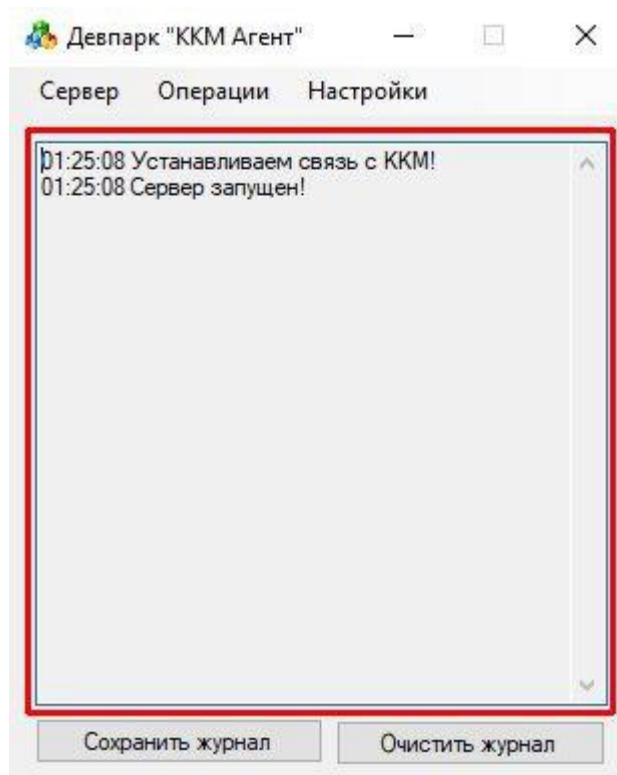 Девпарк "ККМ Агент"
Сервер Операции Настройки
01:25:08 Устанавливаем связь с ККМ!
01:25:08 Сервер запущен!
Сохранить журнал Очистить журнал